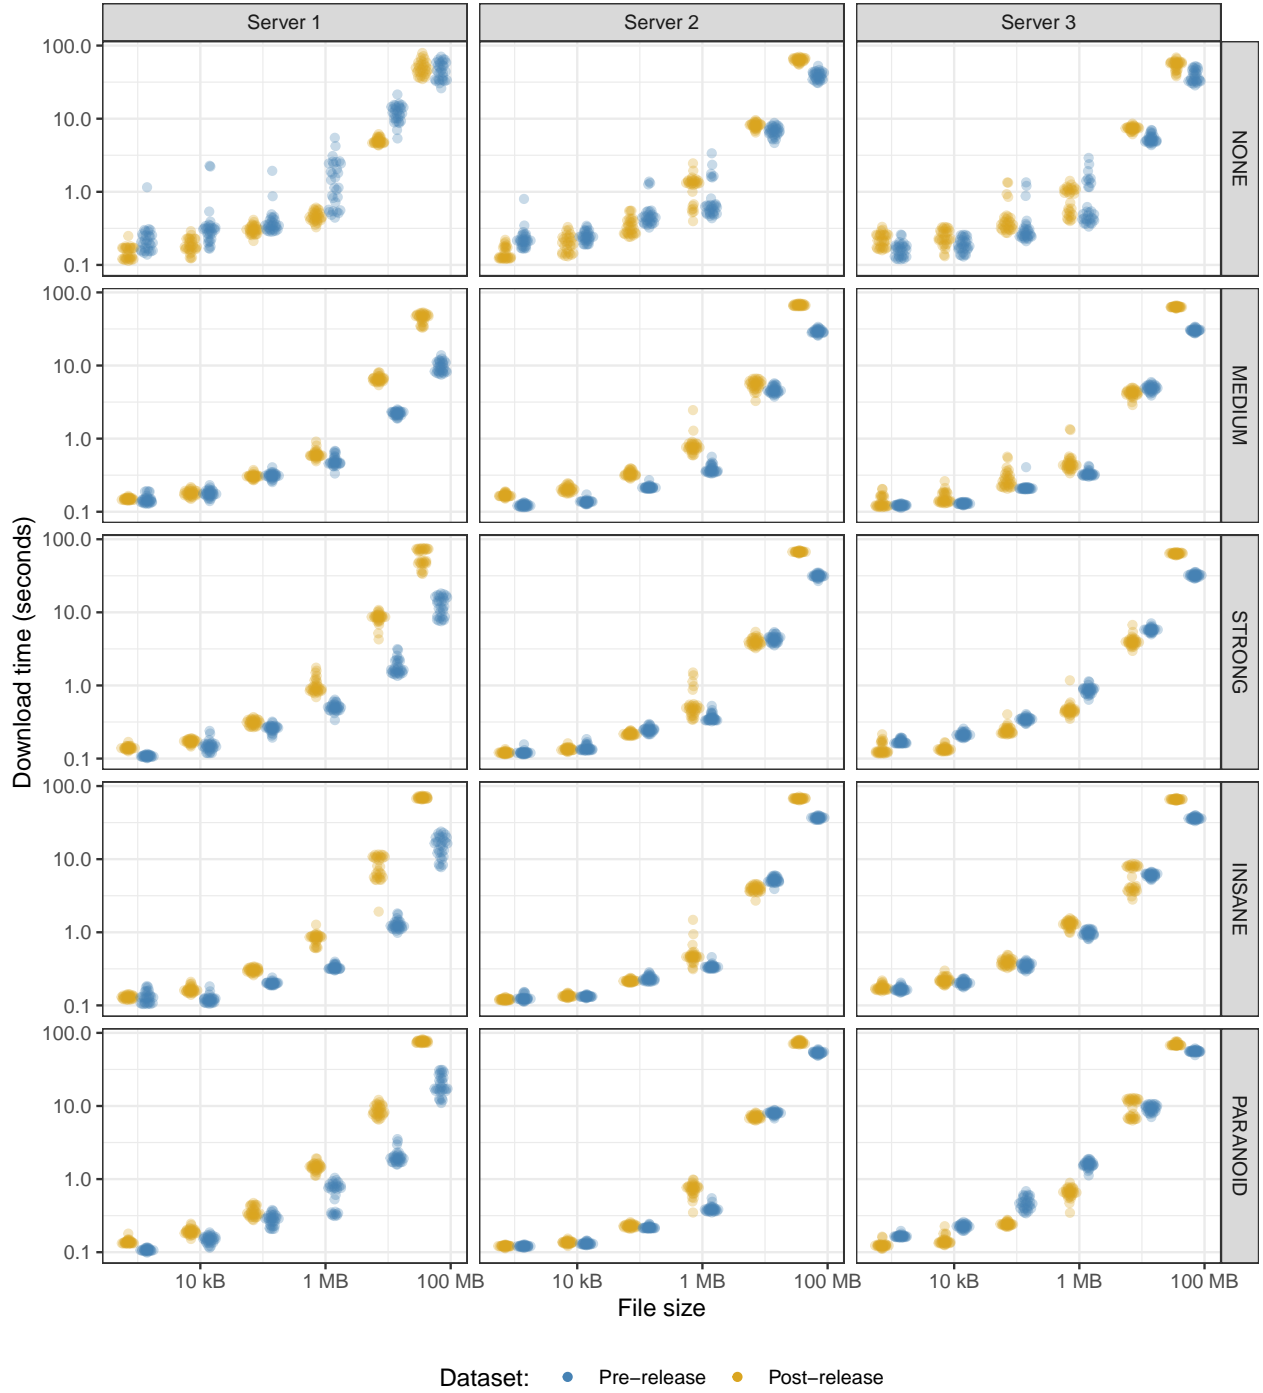 Server 1 Server 2 Server 3
100.0
10.0
1.0
0.1
NONE
100.0
10.0
1.0
0.1
MEDIUM
100.0
10.0
1.0
0.1
STRONG
100.0
10.0
1.0
0.1
INSANE
100.0
10.0
1.0
0.1
PARANOID
Download time (seconds)
10 kB 1 MB 100 MB 10 kB 1 MB 100 MB 10 kB 1 MB 100 MB
File size
Dataset: Pre−release Post−release